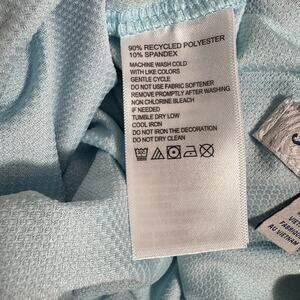 90% RECYCLED POLYESTER
10% SPANDEX
MACHINE WASH COLD
WITH LIKE COLORS
GENTLE CYCLE
DO NOT USE FABRIC SOFTENER
REMOVE PROMPTLY AFTER WASHING
NON CHLORINE BLEACH
IF NEEDED
TUMBLE DRY LOW
COOL IRON
DO NOT IRON THE DECORATION
DO NOT DRY CLEAN
AU VIETNAM